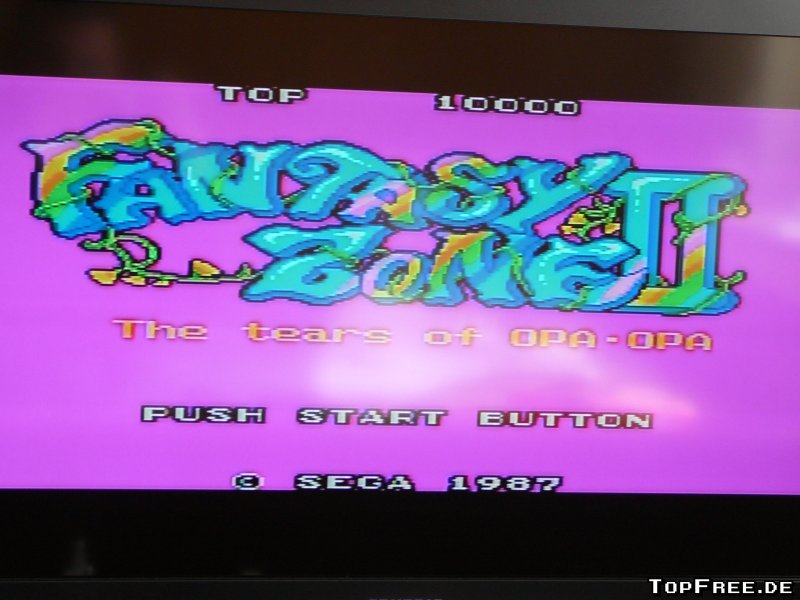 TOP 10000
FANTASY
ZONE II
The tears of OPA-OPA
PUSH START BUTTON
© SEGA 1987
TOPFREE.DE